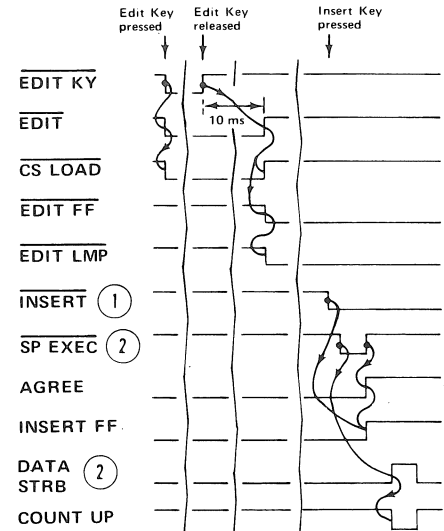 Edit Key pressed
Edit Key released
Insert Key pressed
EDIT KY
10 ms
EDIT
CS LOAD
EDIT FF
EDIT LMP
INSERT 1
SP EXEC 2
AGREE
INSERT FF
DATA STRB 2
COUNT UP